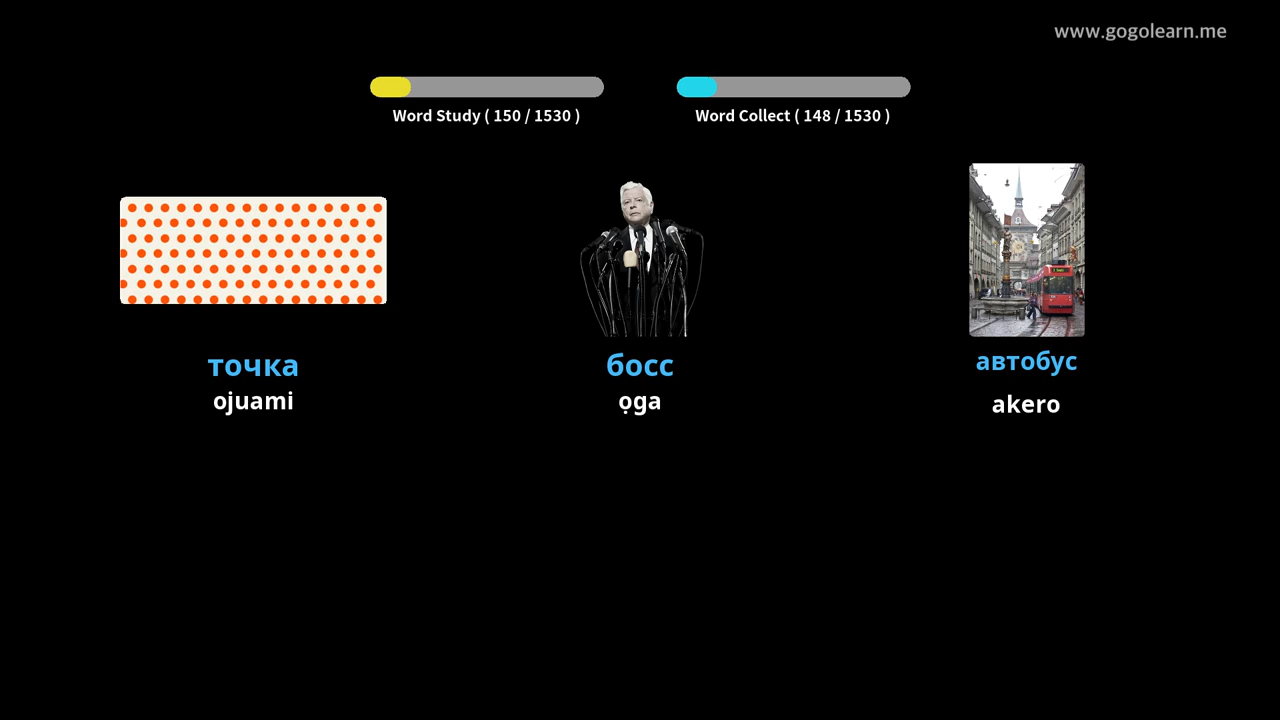 www.gogolearn.me
Word Study ( 150 / 1530 )
Word Collect ( 148 / 1530 )
точка
ojuami
босс
ọga
автобус
akero